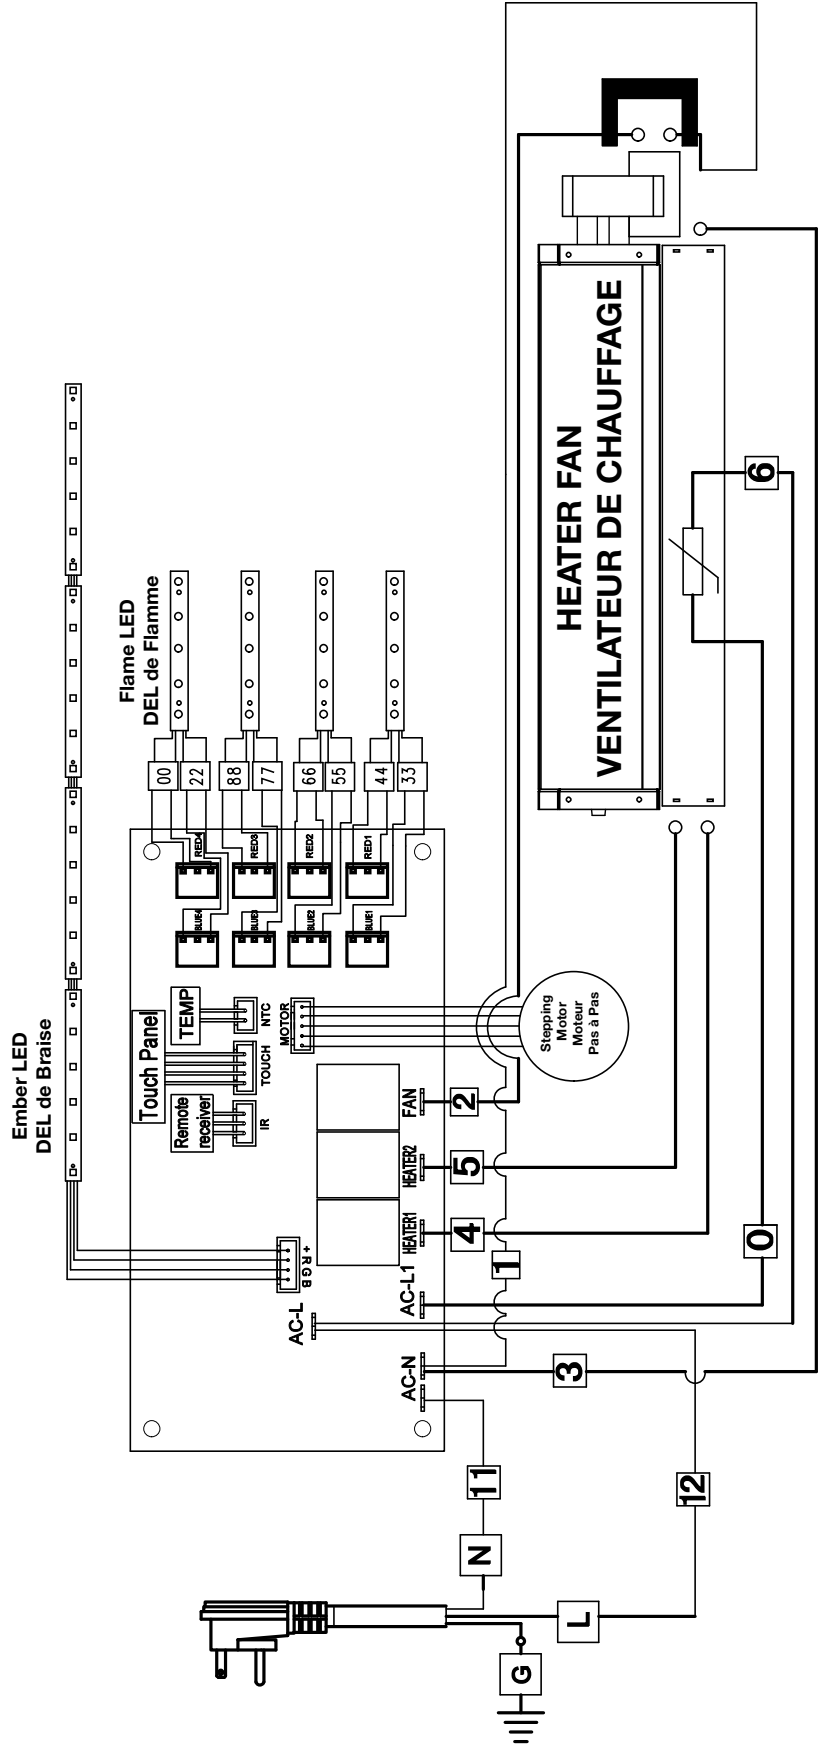 Ember LED
DEL de Braise
Flame LED
DEL de Flamme
00
22
88
77
66
55
44
33
RED4
RED3
RED2
RED1
BLUE4
BLUE3
BLUE2
BLUE1
Touch Panel
TEMP
Remote
receiver
NTC
TOUCH
IR
MOTOR
Stepping
Motor
Moteur
Pas à Pas
HEATER FAN
VENTILATEUR DE CHAUFFAGE
FAN
HEATER2
HEATER1
+ R G B
AC-L
AC-L1
AC-N
2
5
4
1
0
6
3
11
12
N
L
G